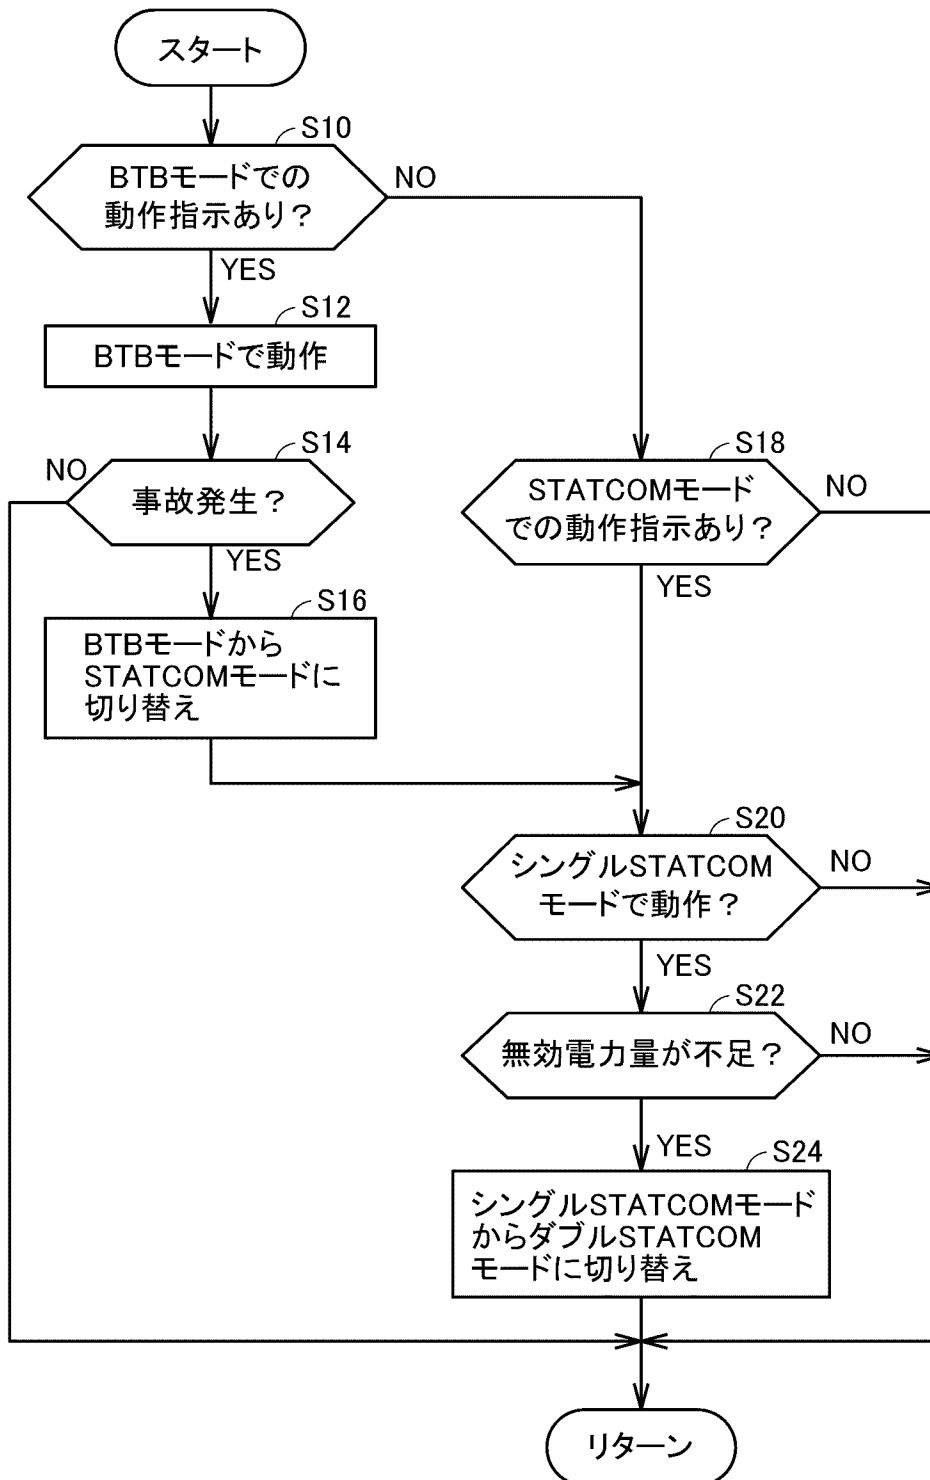 スタート
S10
BTBモードでの
動作指示あり？
NO
YES
S12
BTBモードで動作
S14
NO
事故発生？
YES
S16
BTBモードから
STATCOMモードに
切り替え
S18
STATCOMモード
での動作指示あり？
NO
YES
S20
シングルSTATCOM
モードで動作？
NO
YES
S22
無効電力量が不足？
NO
YES
S24
シングルSTATCOMモード
からダブルSTATCOM
モードに切り替え
リターン